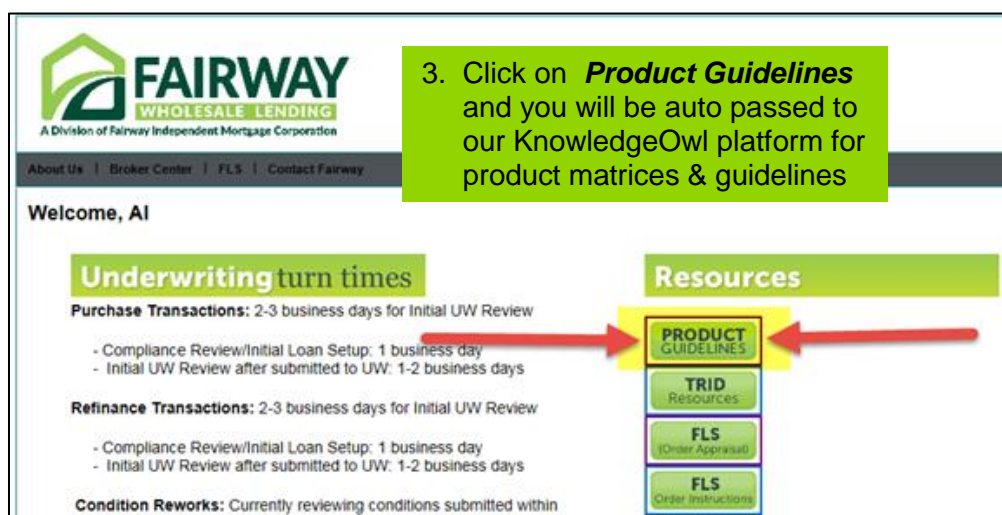 FAIRWAY
WHOLESALE LENDING
A Division of Fairway Independent Mortgage Corporation
3. Click on Product Guidelines
and you will be auto passed to
our KnowledgeOwl platform for
product matrices & guidelines
About Us | Broker Center | FLS | Contact Fairway
Welcome, Al
Underwriting turn times
Purchase Transactions: 2-3 business days for Initial UW Review
- Compliance Review/Initial Loan Setup: 1 business day
- Initial UW Review after submitted to UW: 1-2 business days
Refinance Transactions: 2-3 business days for Initial UW Review
- Compliance Review/Initial Loan Setup: 1 business day
- Initial UW Review after submitted to UW: 1-2 business days
Condition Reworks: Currently reviewing conditions submitted within
Resources
PRODUCT
GUIDELINES
TRID
Resources
FLS
(Order Appraisal)
FLS
Order Instructions